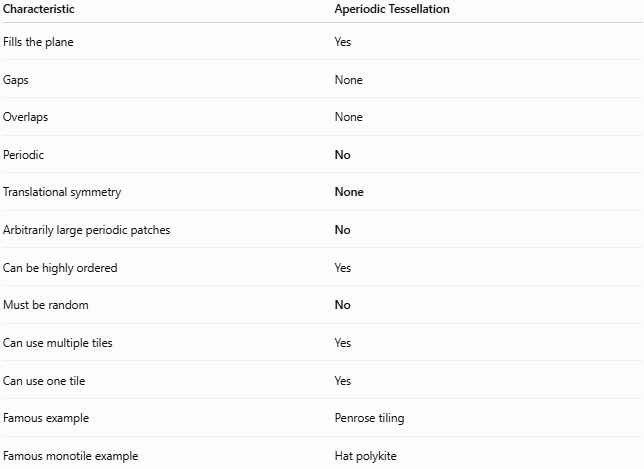 Characteristic Aperiodic Tessellation
Fills the plane Yes
Gaps None
Overlaps None
Periodic No
Translational symmetry None
Arbitrarily large periodic patches No
Can be highly ordered Yes
Must be random No
Can use multiple tiles Yes
Can use one tile Yes
Famous example Penrose tiling
Famous monotile example Hat polykite